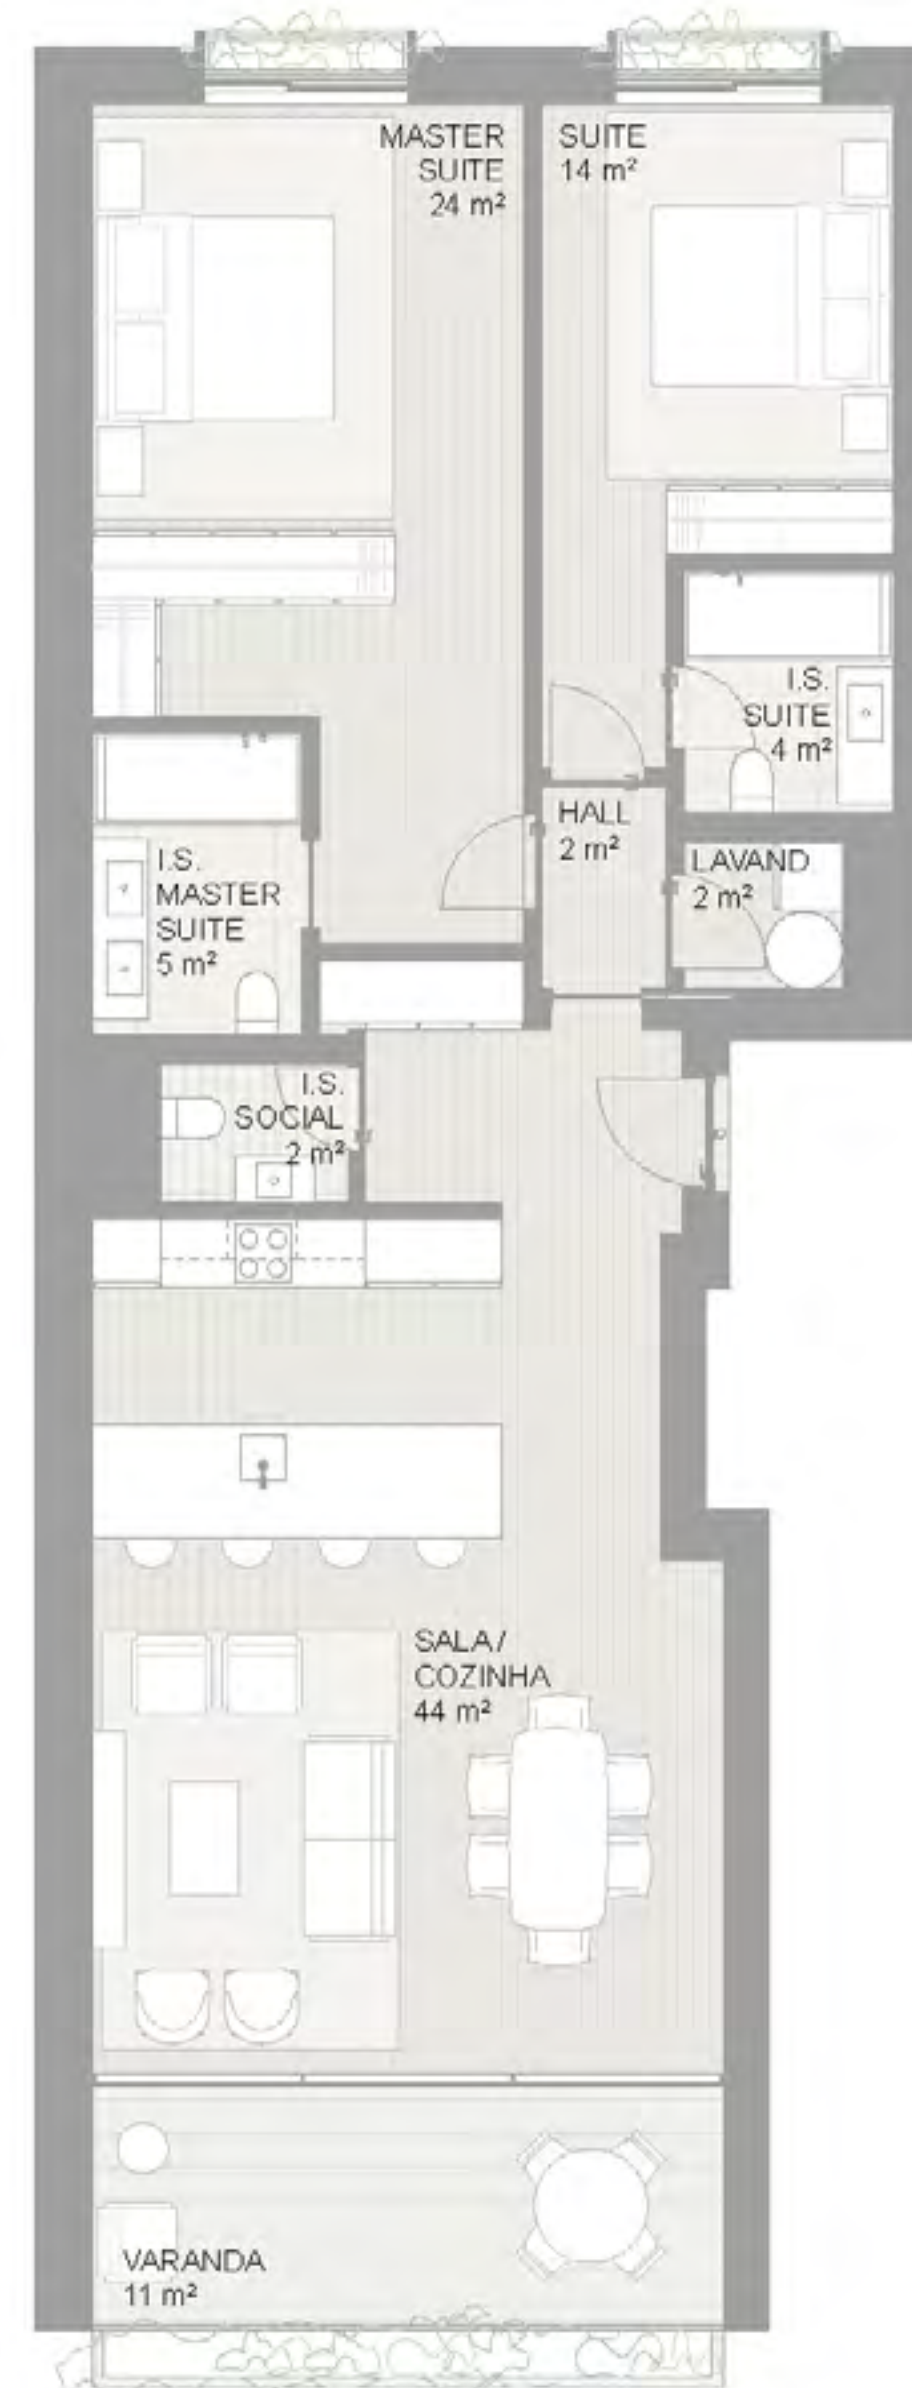 MASTER
SUITE
24 m²
SUITE
14 m²
I.S.
SUITE
4 m²
HALL
2 m²
LAVAND.
2 m²
I.S.
MASTER
SUITE
5 m²
I.S.
SOCIAL
2 m²
SALA /
COZINHA
44 m²
VARANDA
11 m²